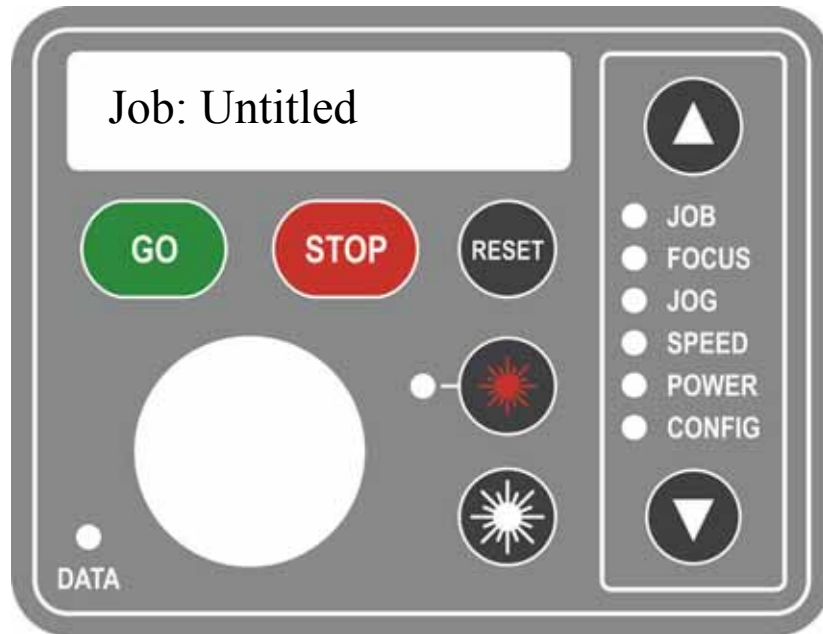 Job: Untitled
GO
STOP
RESET
JOB
FOCUS
JOG
SPEED
POWER
CONFIG
DATA